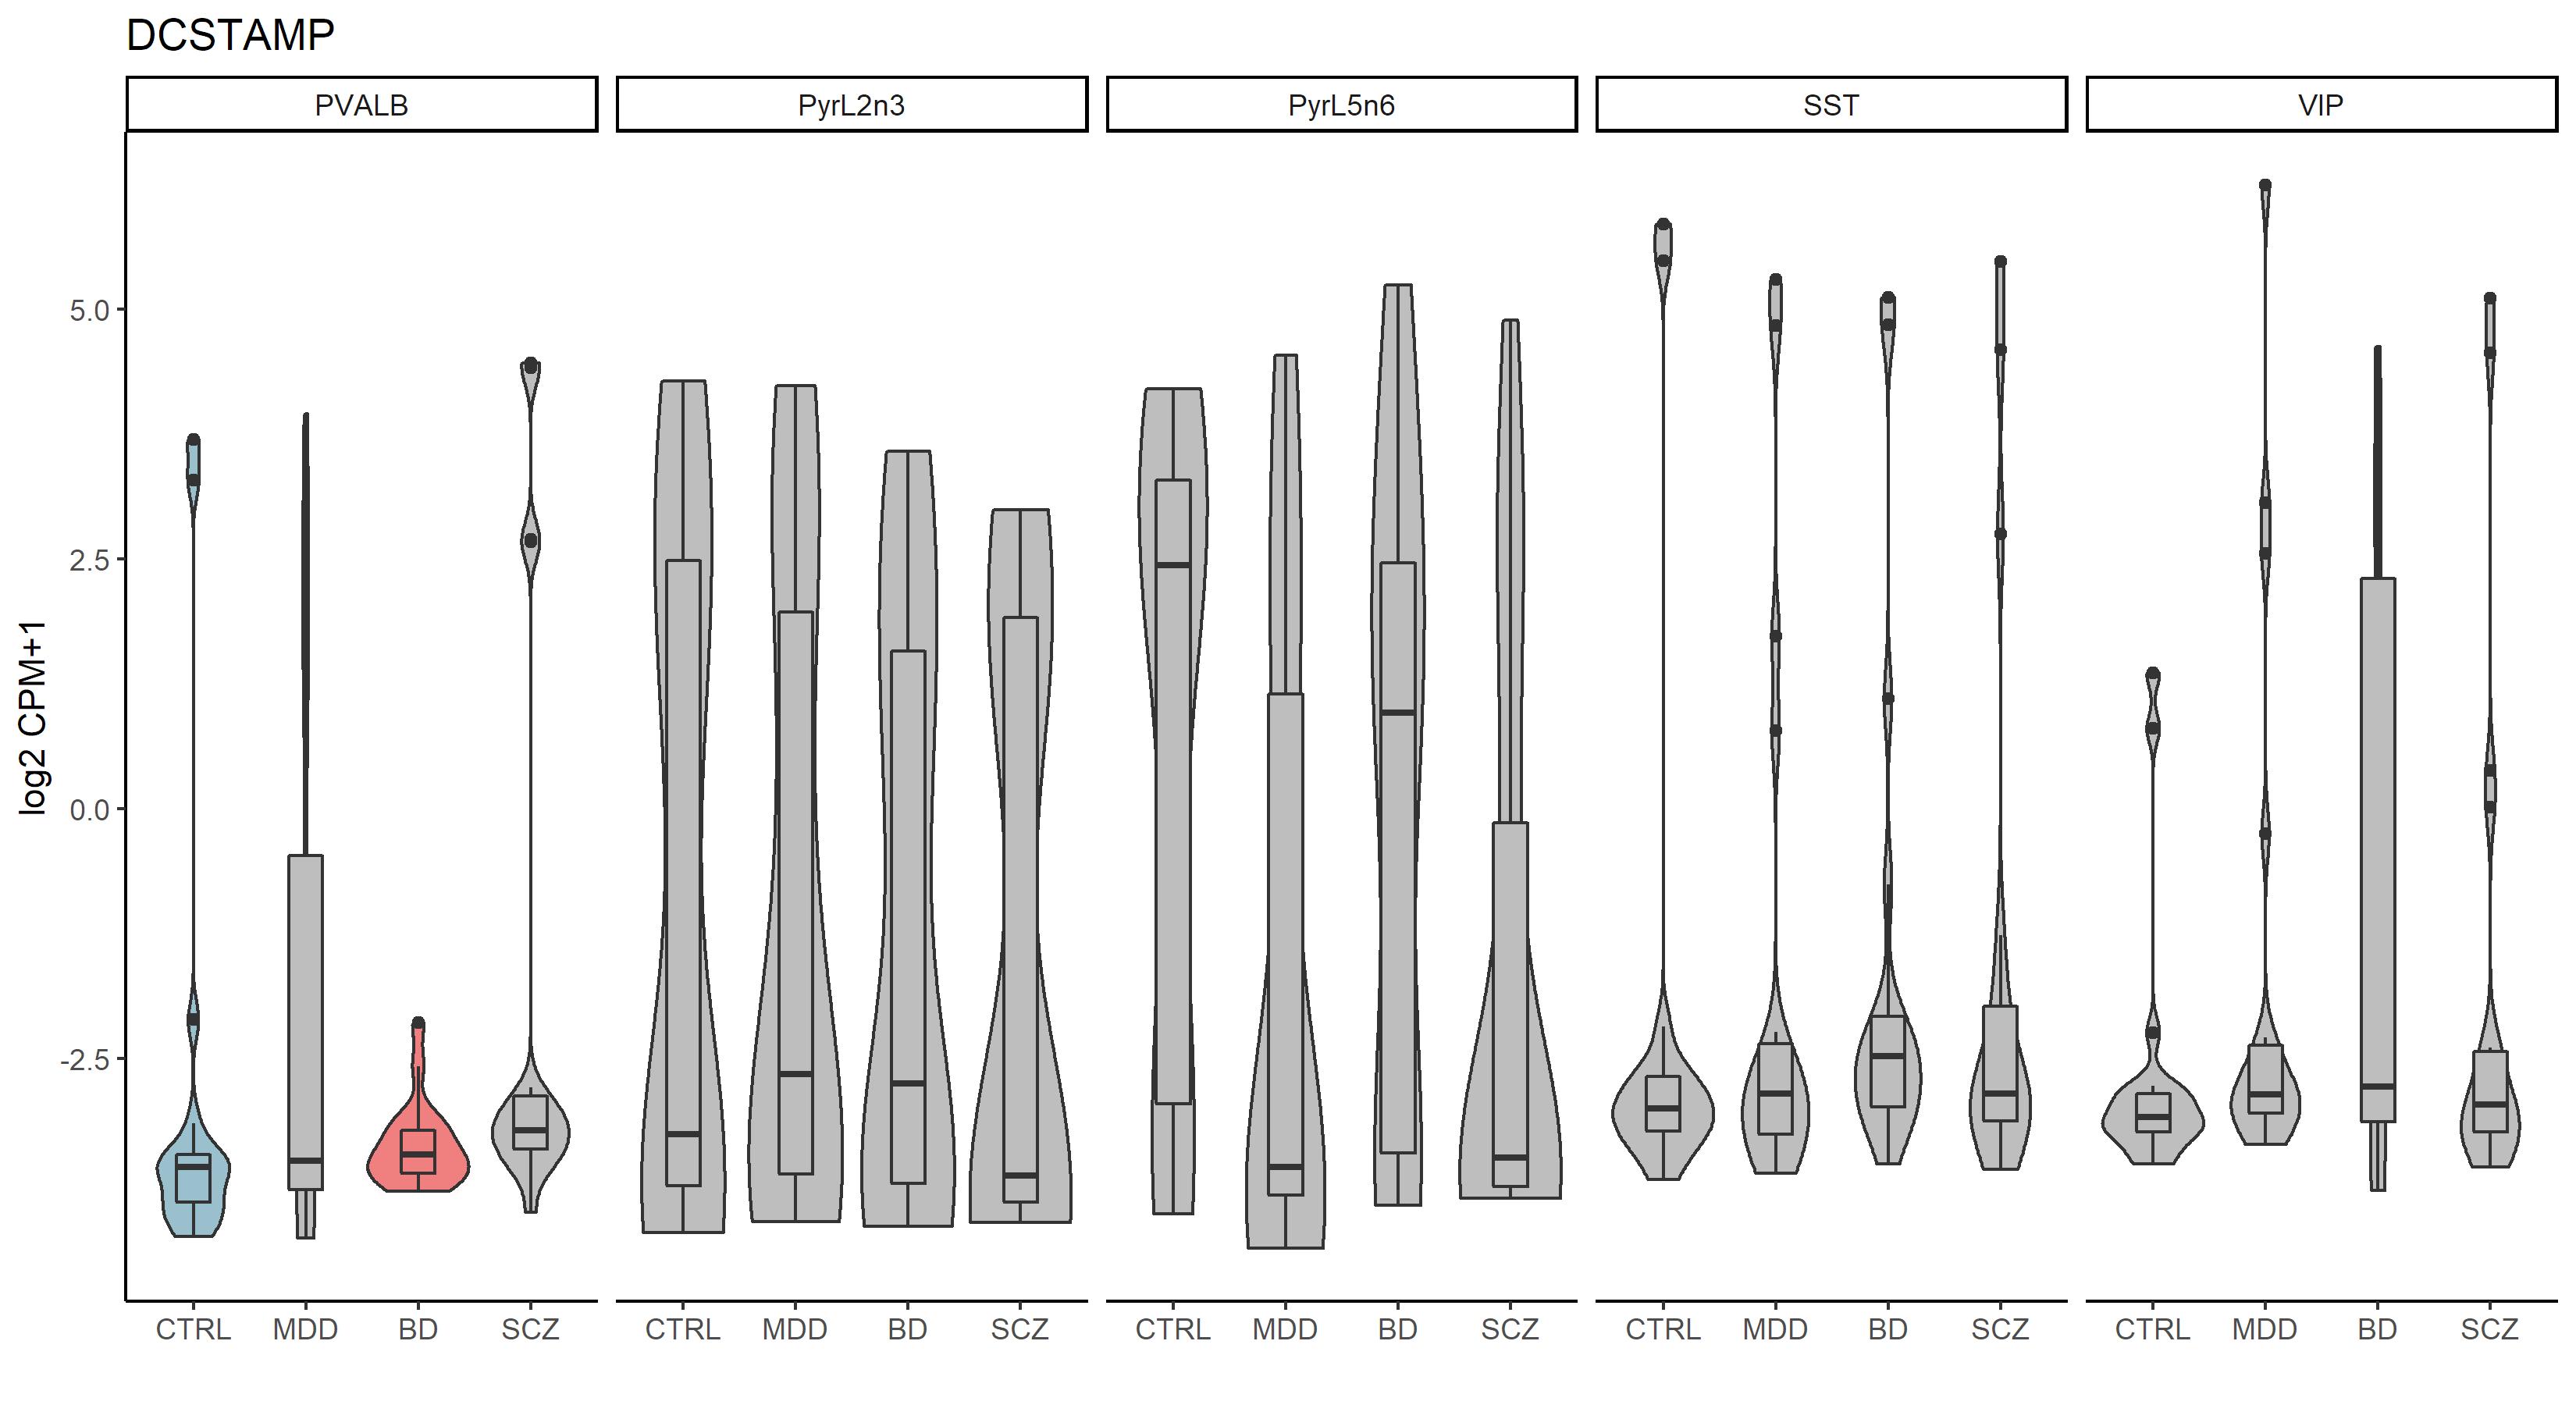 DCSTAMP
PVALB PyrL2n3 PyrL5n6 SST VIP
log2 CPM+1
5.0
2.5
0.0
-2.5
CTRL MDD BD SCZ CTRL MDD BD SCZ CTRL MDD BD SCZ CTRL MDD BD SCZ CTRL MDD BD SCZ